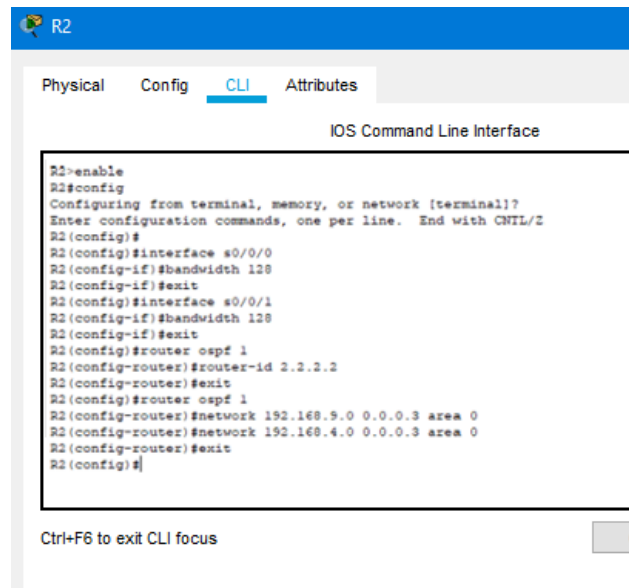 R2
Physical Config CLI Attributes
IOS Command Line Interface
R2>enable
R2#config
Configuring from terminal, memory, or network [terminal]?
Enter configuration commands, one per line.  End with CNTL/Z
R2(config)#
R2(config)#interface s0/0/0
R2(config-if)#bandwidth 128
R2(config-if)#exit
R2(config)#interface s0/0/1
R2(config-if)#bandwidth 128
R2(config-if)#exit
R2(config)#router ospf 1
R2(config-router)#router-id 2.2.2.2
R2(config-router)#exit
R2(config)#router ospf 1
R2(config-router)#network 192.168.9.0 0.0.0.3 area 0
R2(config-router)#network 192.168.4.0 0.0.0.3 area 0
R2(config-router)#exit
R2(config)#
Ctrl+F6 to exit CLI focus